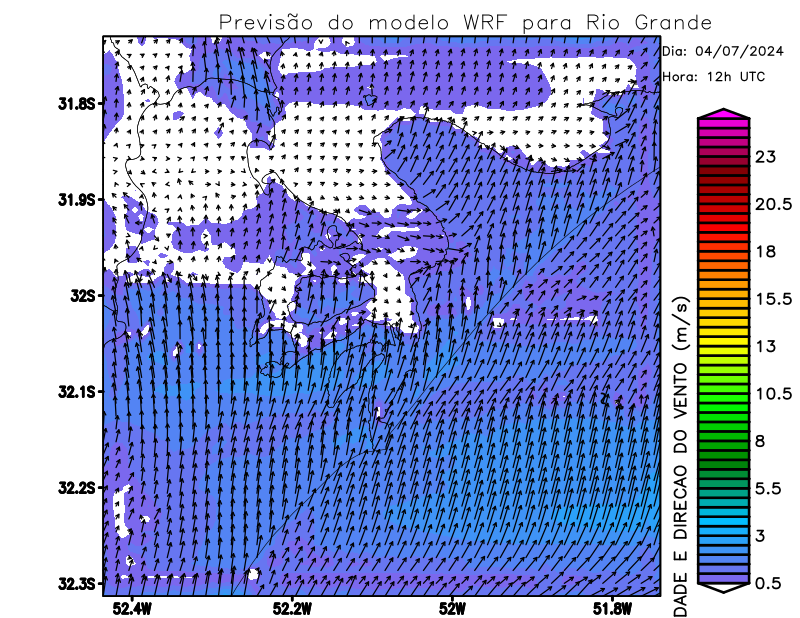 Previsão do modelo WRF para Rio Grande
Dia: 04/07/2024
Hora: 12h UTC
31.8S
31.9S
32S
32.1S
32.2S
32.3S
52.4W
52.2W
52W
51.8W
23
20.5
18
15.5
13
10.5
8
5.5
3
0.5
DADE E DIRECAO DO VENTO (m/s)